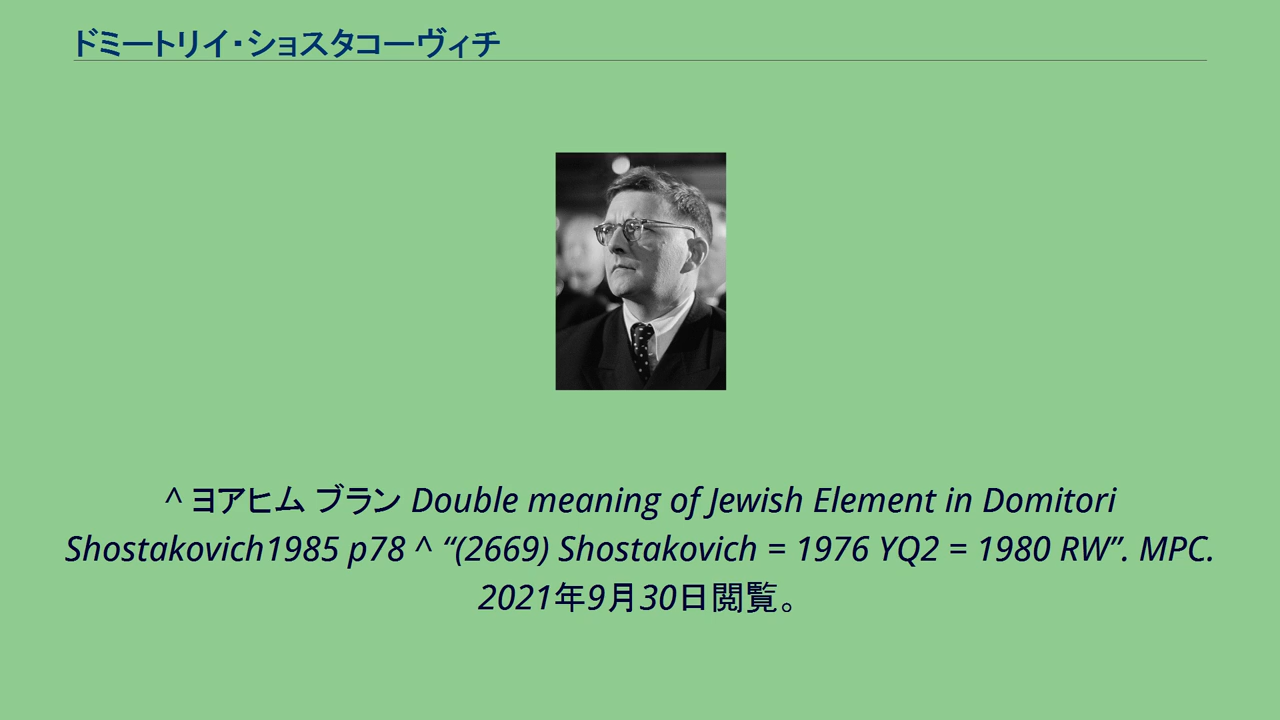 ドミートリイ・ショスタコーヴィチ
^ ヨアヒム ブラン Double meaning of Jewish Element in Domitori
Shostakovich1985 p78 ^ “(2669) Shostakovich = 1976 YQ2 = 1980 RW”. MPC.
2021年9月30日閲覧。